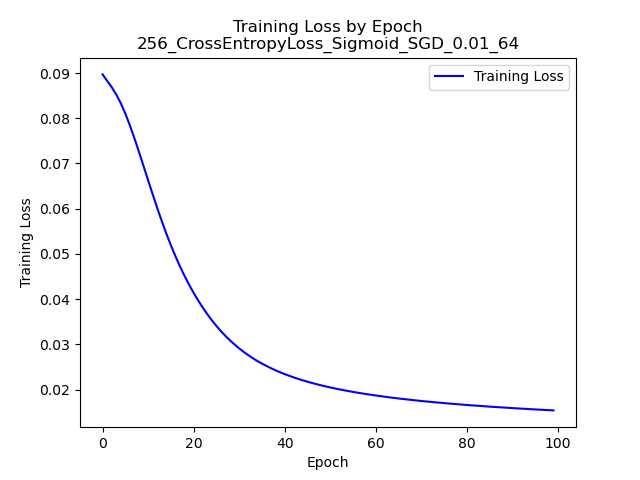 Training Loss by Epoch
256_CrossEntropyLoss_Sigmoid_SGD_0.01_64
Training Loss
0.09
0.08
0.07
0.06
0.05
0.04
0.03
0.02
Training Loss
0 20 40 60 80 100
Epoch